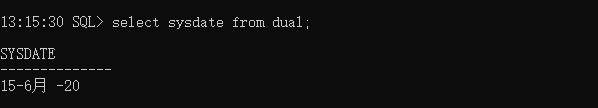 13:15:30 SQL> select sysdate from dual;
SYSDATE
--------------
15-6月 -20